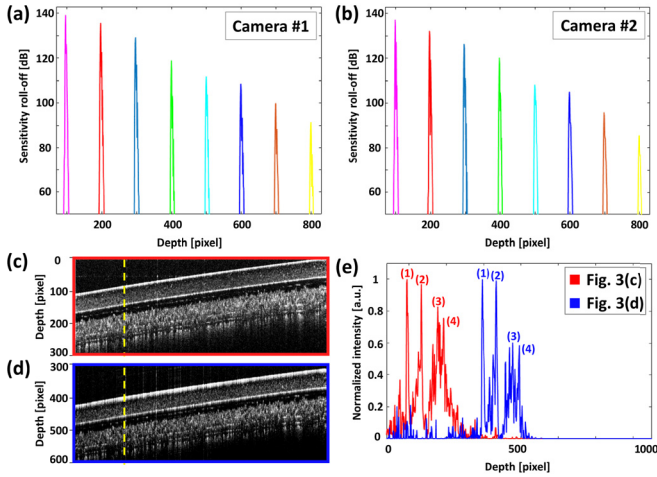 (a)
Camera #1
Sensitivity roll-off [dB]
140
120
100
80
60
200
400
600
800
Depth [pixel]
(b)
Camera #2
Sensitivity roll-off [dB]
140
120
100
80
60
200
400
600
800
Depth [pixel]
(c)
Depth [pixel]
0
100
200
300
(d)
Depth [pixel]
300
400
500
600
(e)
Fig. 3(c)
Fig. 3(d)
(1)
(2)
(3)
(4)
(1)
(2)
(3)
(4)
Normalized intensity [a.u.]
1
0.8
0.6
0.4
0.2
0
0
500
1000
Depth [pixel]